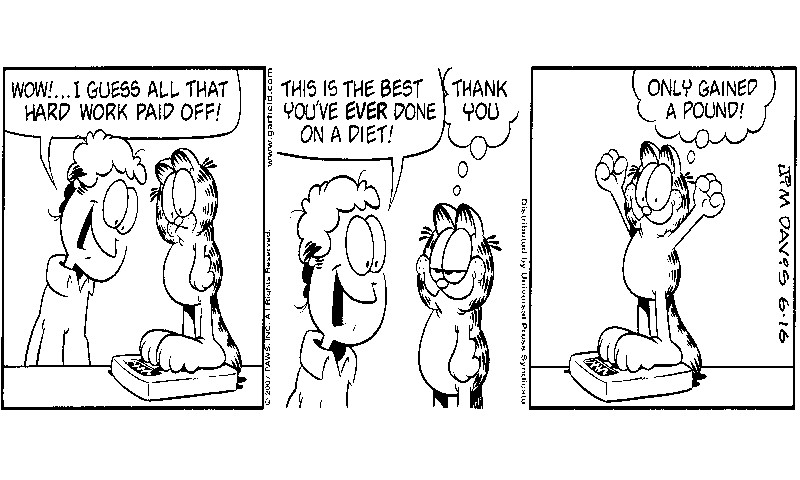 WOW!...I GUESS ALL THAT
HARD WORK PAID OFF!
www.garfield.com
© 2007 PAWS, INC. All Rights Reserved.
THIS IS THE BEST
YOU'VE EVER DONE
ON A DIET!
THANK
YOU
Distributed by Universal Press Syndicate
ONLY GAINED
A POUND!
JIM DAVIS 6-16